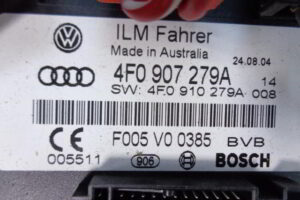 ILM Fahrer
Made in Australia
24.08.04
4F0 907 279A 14
SW: 4F0 910 279A 008
CE F005 V0 0385 BVB
005511 906 BOSCH